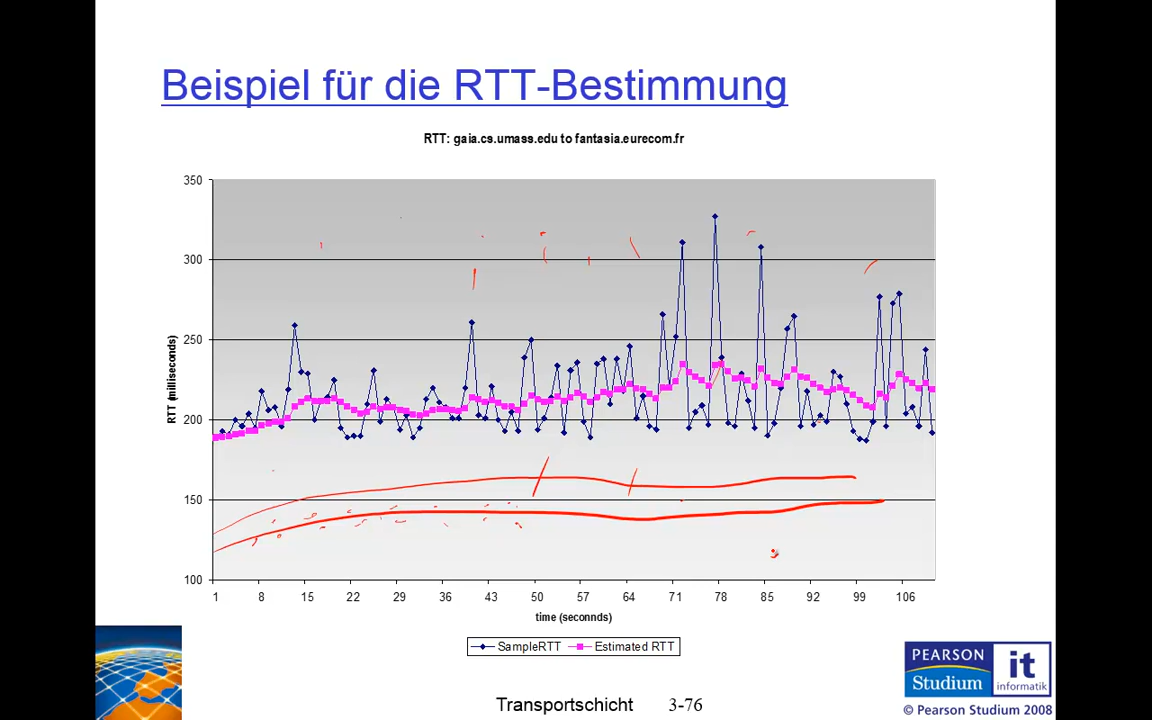 Beispiel für die RTT-Bestimmung
RTT: gaia.cs.umass.edu to fantasia.eurecom.fr
350
300
250
200
150
100
RTT (milliseconds)
1 8 15 22 29 36 43 50 57 64 71 78 85 92 99 106
time (seconnds)
SampleRTT Estimated RTT
Transportschicht 3-76
PEARSON
Studium
it
informatik
© Pearson Studium 2008